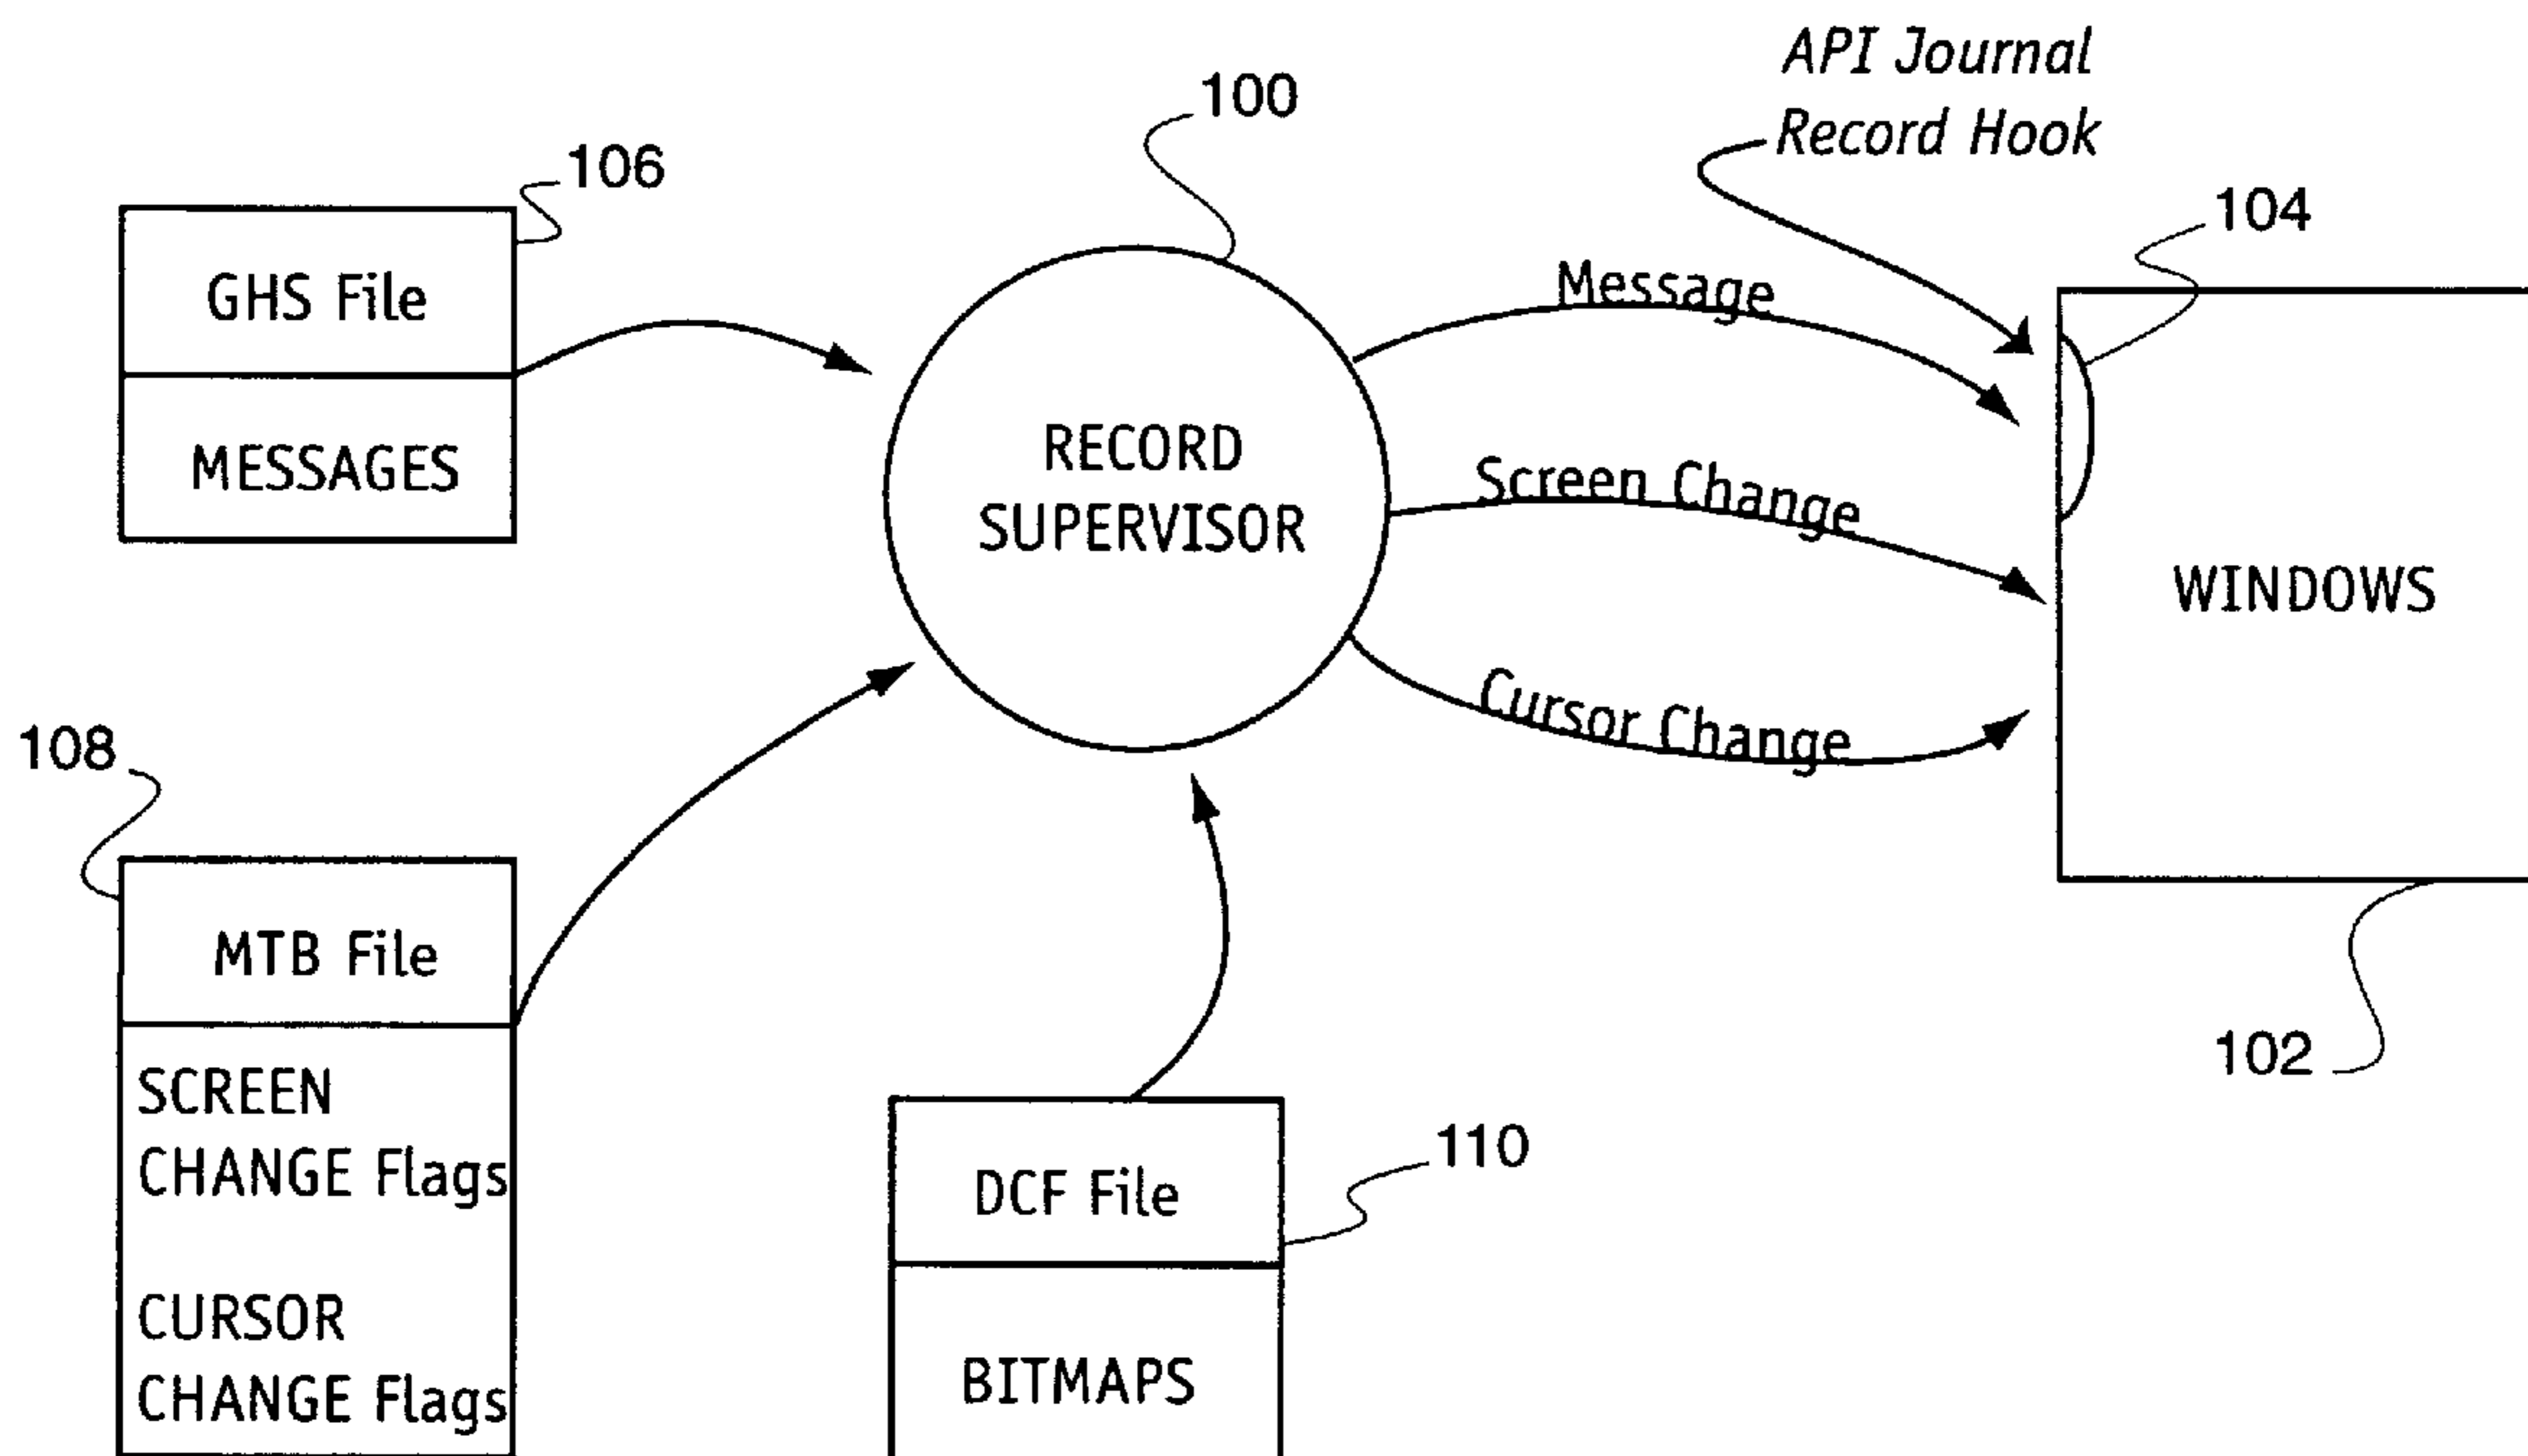 API Journal
Record Hook
100
106
104
GHS File
MESSAGES
RECORD
SUPERVISOR
Message
Screen Change
Cursor Change
WINDOWS
108
MTB File
SCREEN
CHANGE Flags
CURSOR
CHANGE Flags
102
110
DCF File
BITMAPS